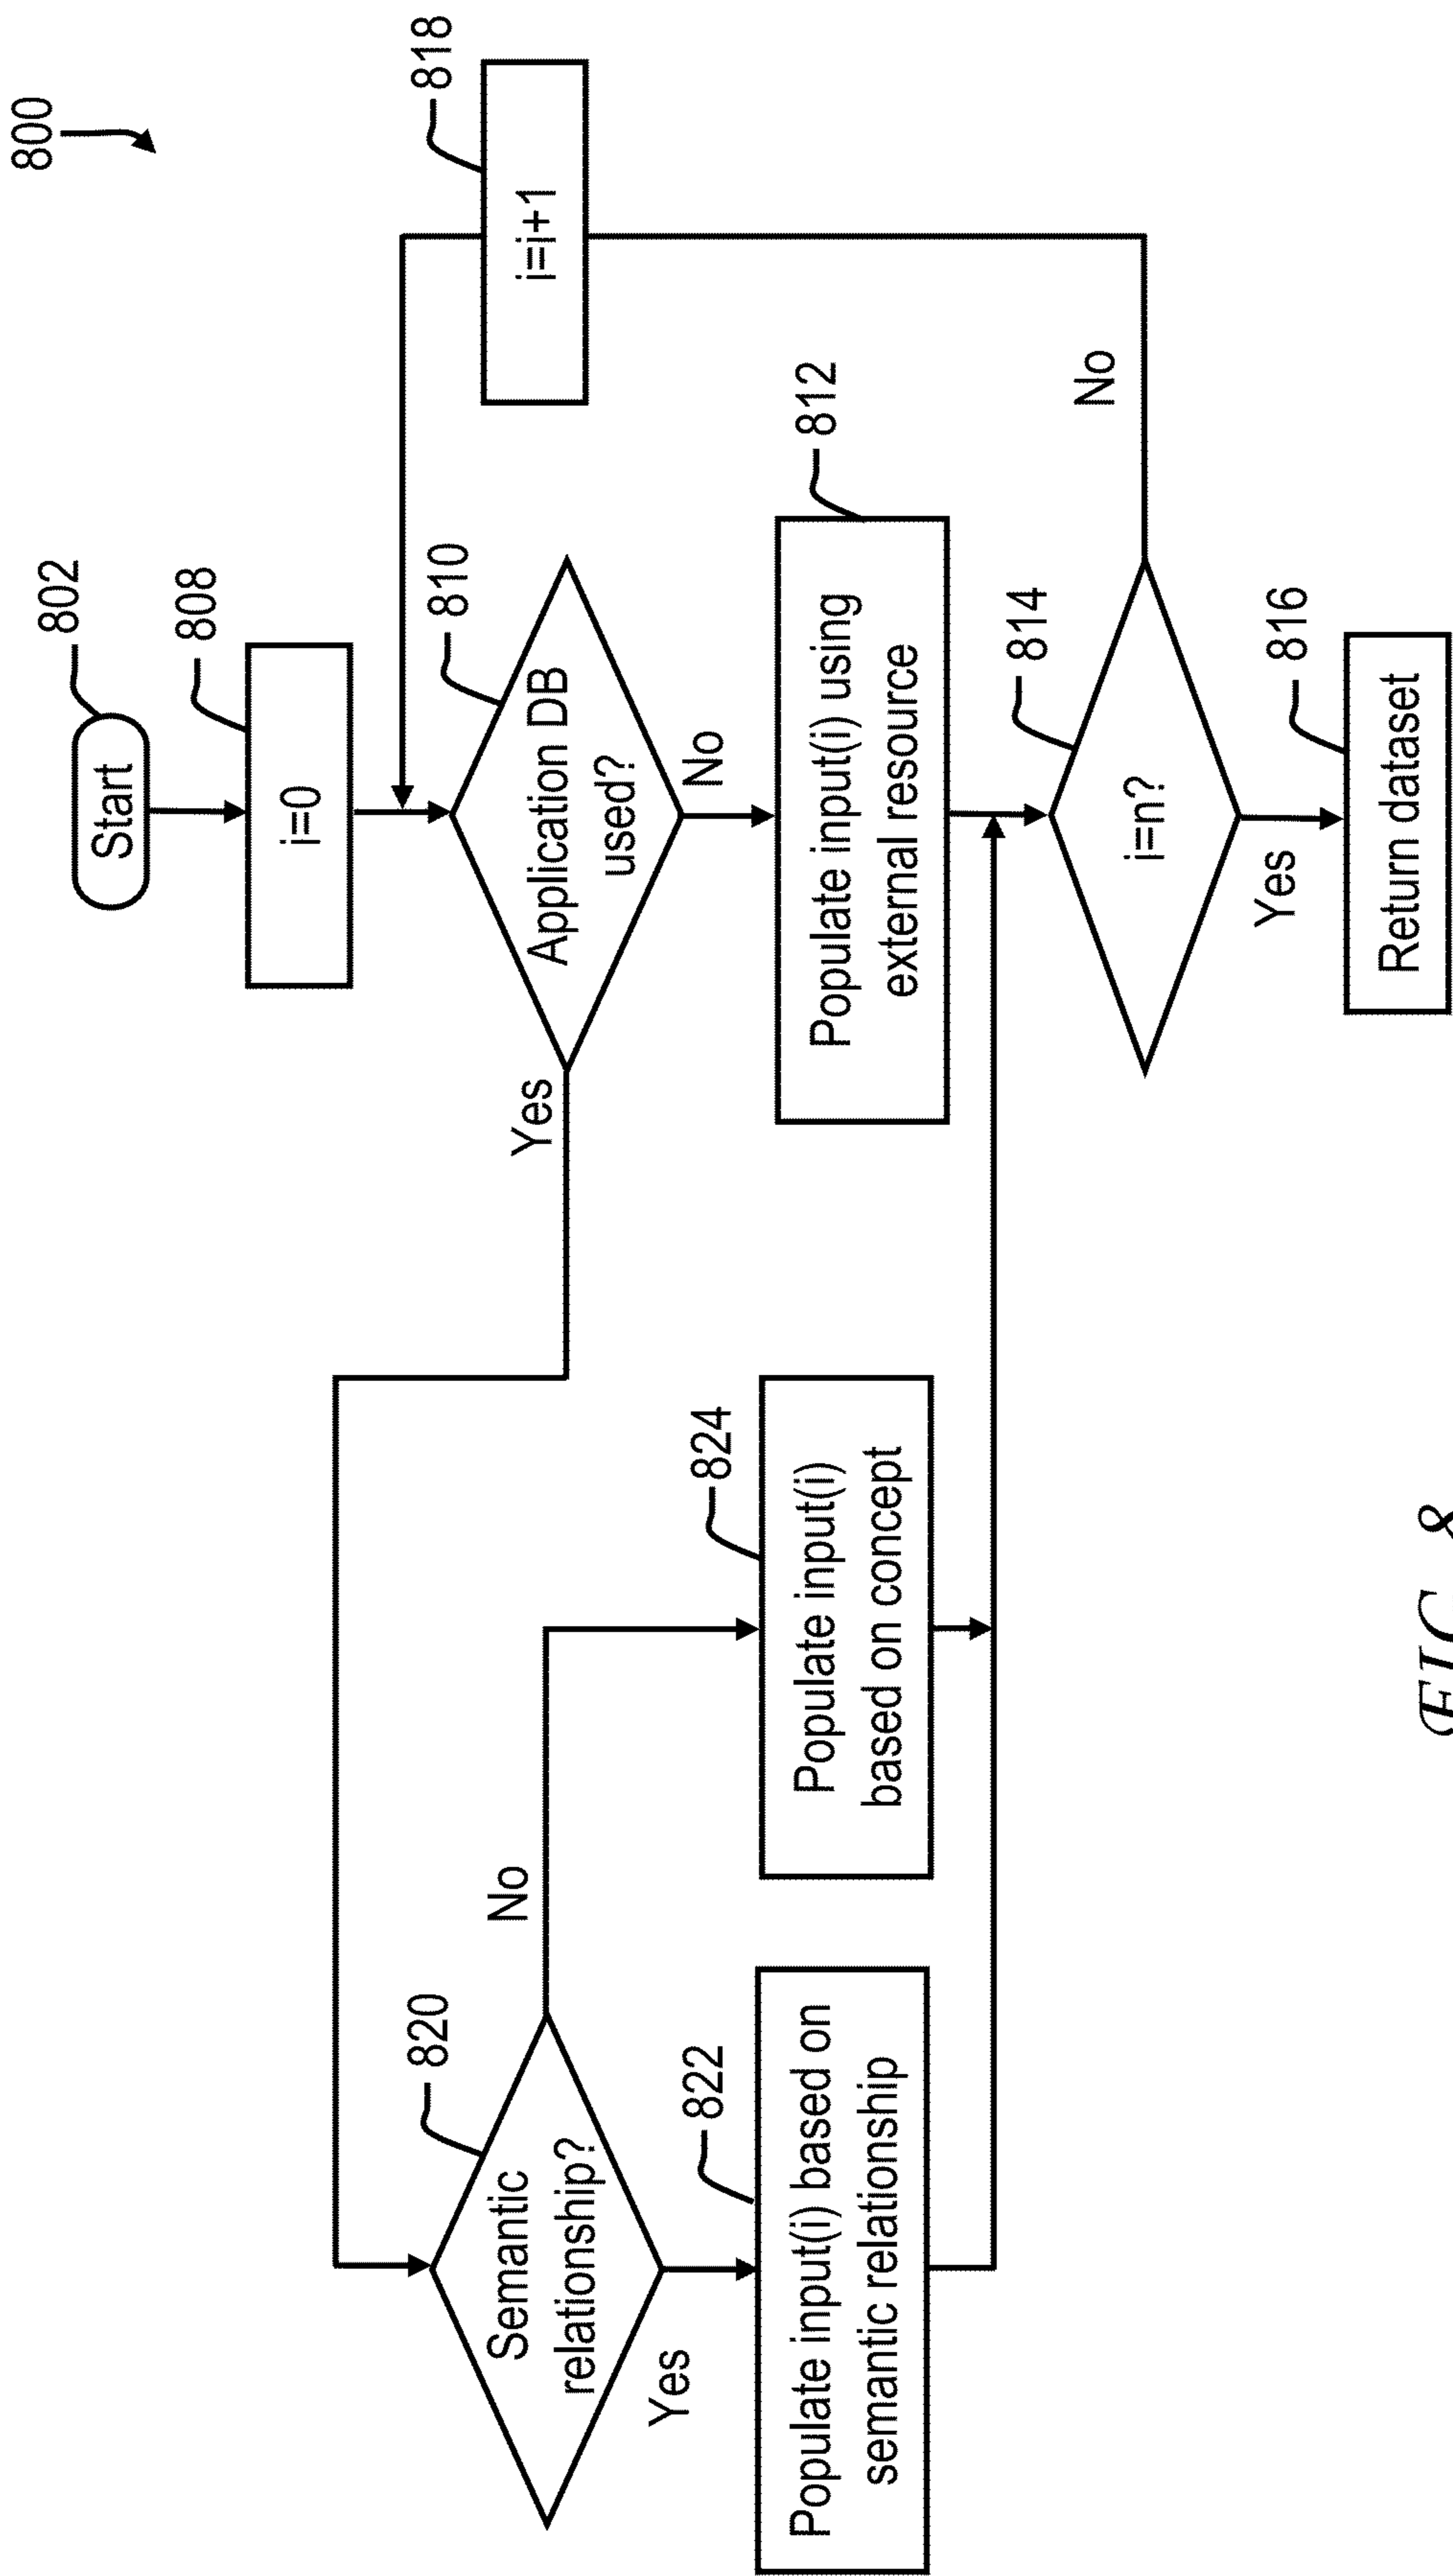 800
Start
802
i=0
808
818
i=i+1
Application DB
used?
810
Yes
No
Semantic
relationship?
820
No
Yes
Populate input(i) based on
semantic relationship
822
Populate input(i)
based on concept
824
Populate input(i) using
external resource
812
i=n?
814
No
Yes
Return dataset
816
FIG. 8